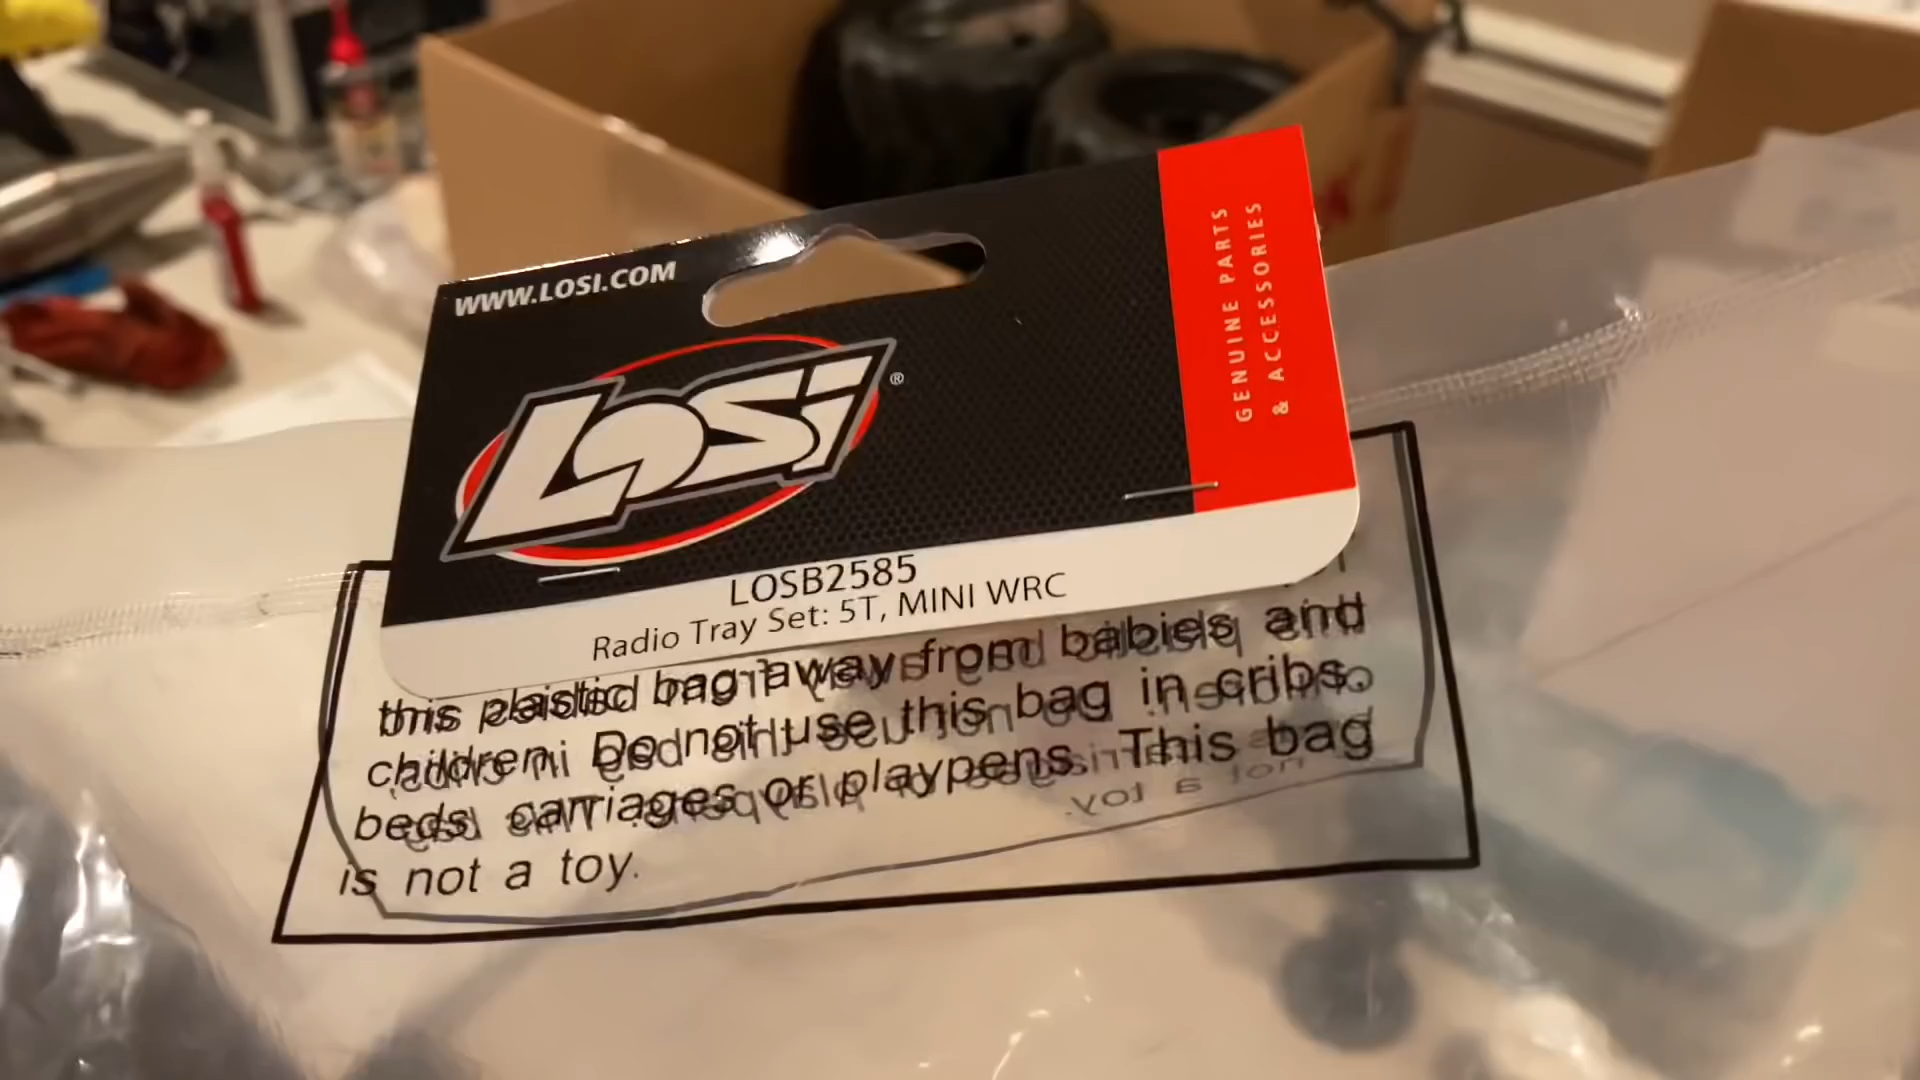 WWW.LOSI.COM
LOSI®
GENUINE PARTS
& ACCESSORIES
LOSB2585
Radio Tray Set: 5T, MINI WRC
this plastic bag away from babies and
children. Do not use this bag in cribs,
beds, carriages or playpens. This bag
is not a toy.